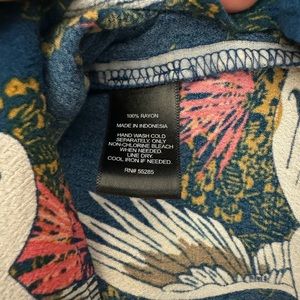 100% RAYON
MADE IN INDONESIA
HAND WASH COLD
SEPARATELY, ONLY
NON-CHLORINE BLEACH
WHEN NEEDED.
LINE DRY.
COOL IRON IF NEEDED.
RN# 55285